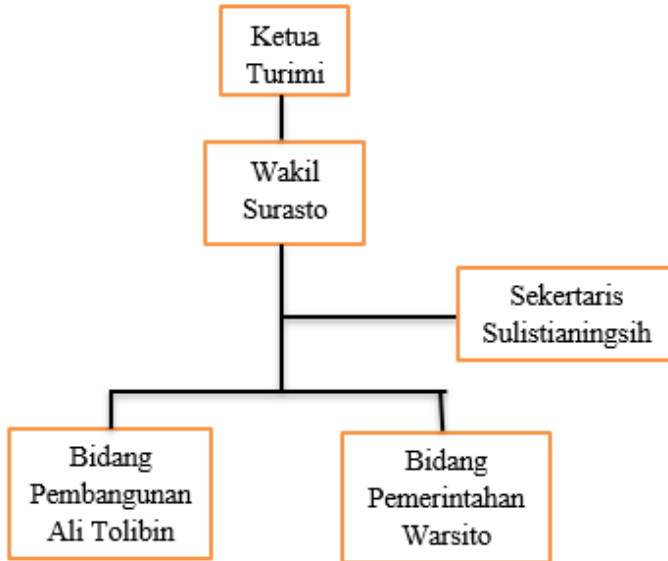 Ketua
Turimi
Wakil
Surasto
Sekertaris
Sulistianingsih
Bidang
Pembangunan
Ali Tolibin
Bidang
Pemerintahan
Warsito